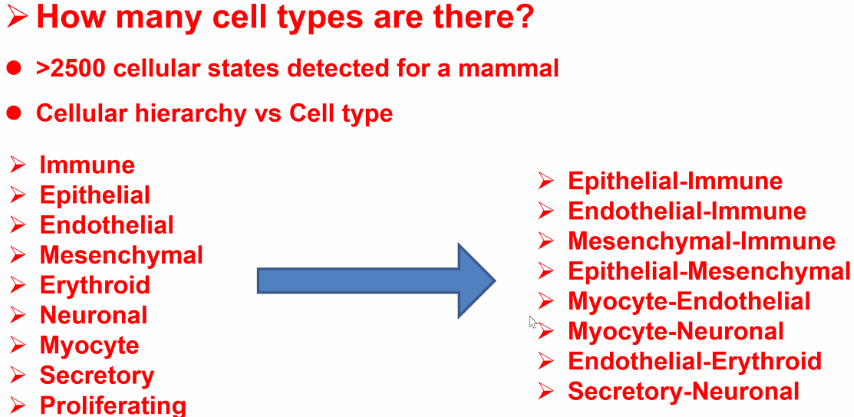 How many cell types are there?
>2500 cellular states detected for a mammal
Cellular hierarchy vs Cell type
Immune
Epithelial
Endothelial
Mesenchymal
Erythroid
Neuronal
Myocyte
Secretory
Proliferating
Epithelial-Immune
Endothelial-Immune
Mesenchymal-Immune
Epithelial-Mesenchymal
Myocyte-Endothelial
Myocyte-Neuronal
Endothelial-Erythroid
Secretory-Neuronal